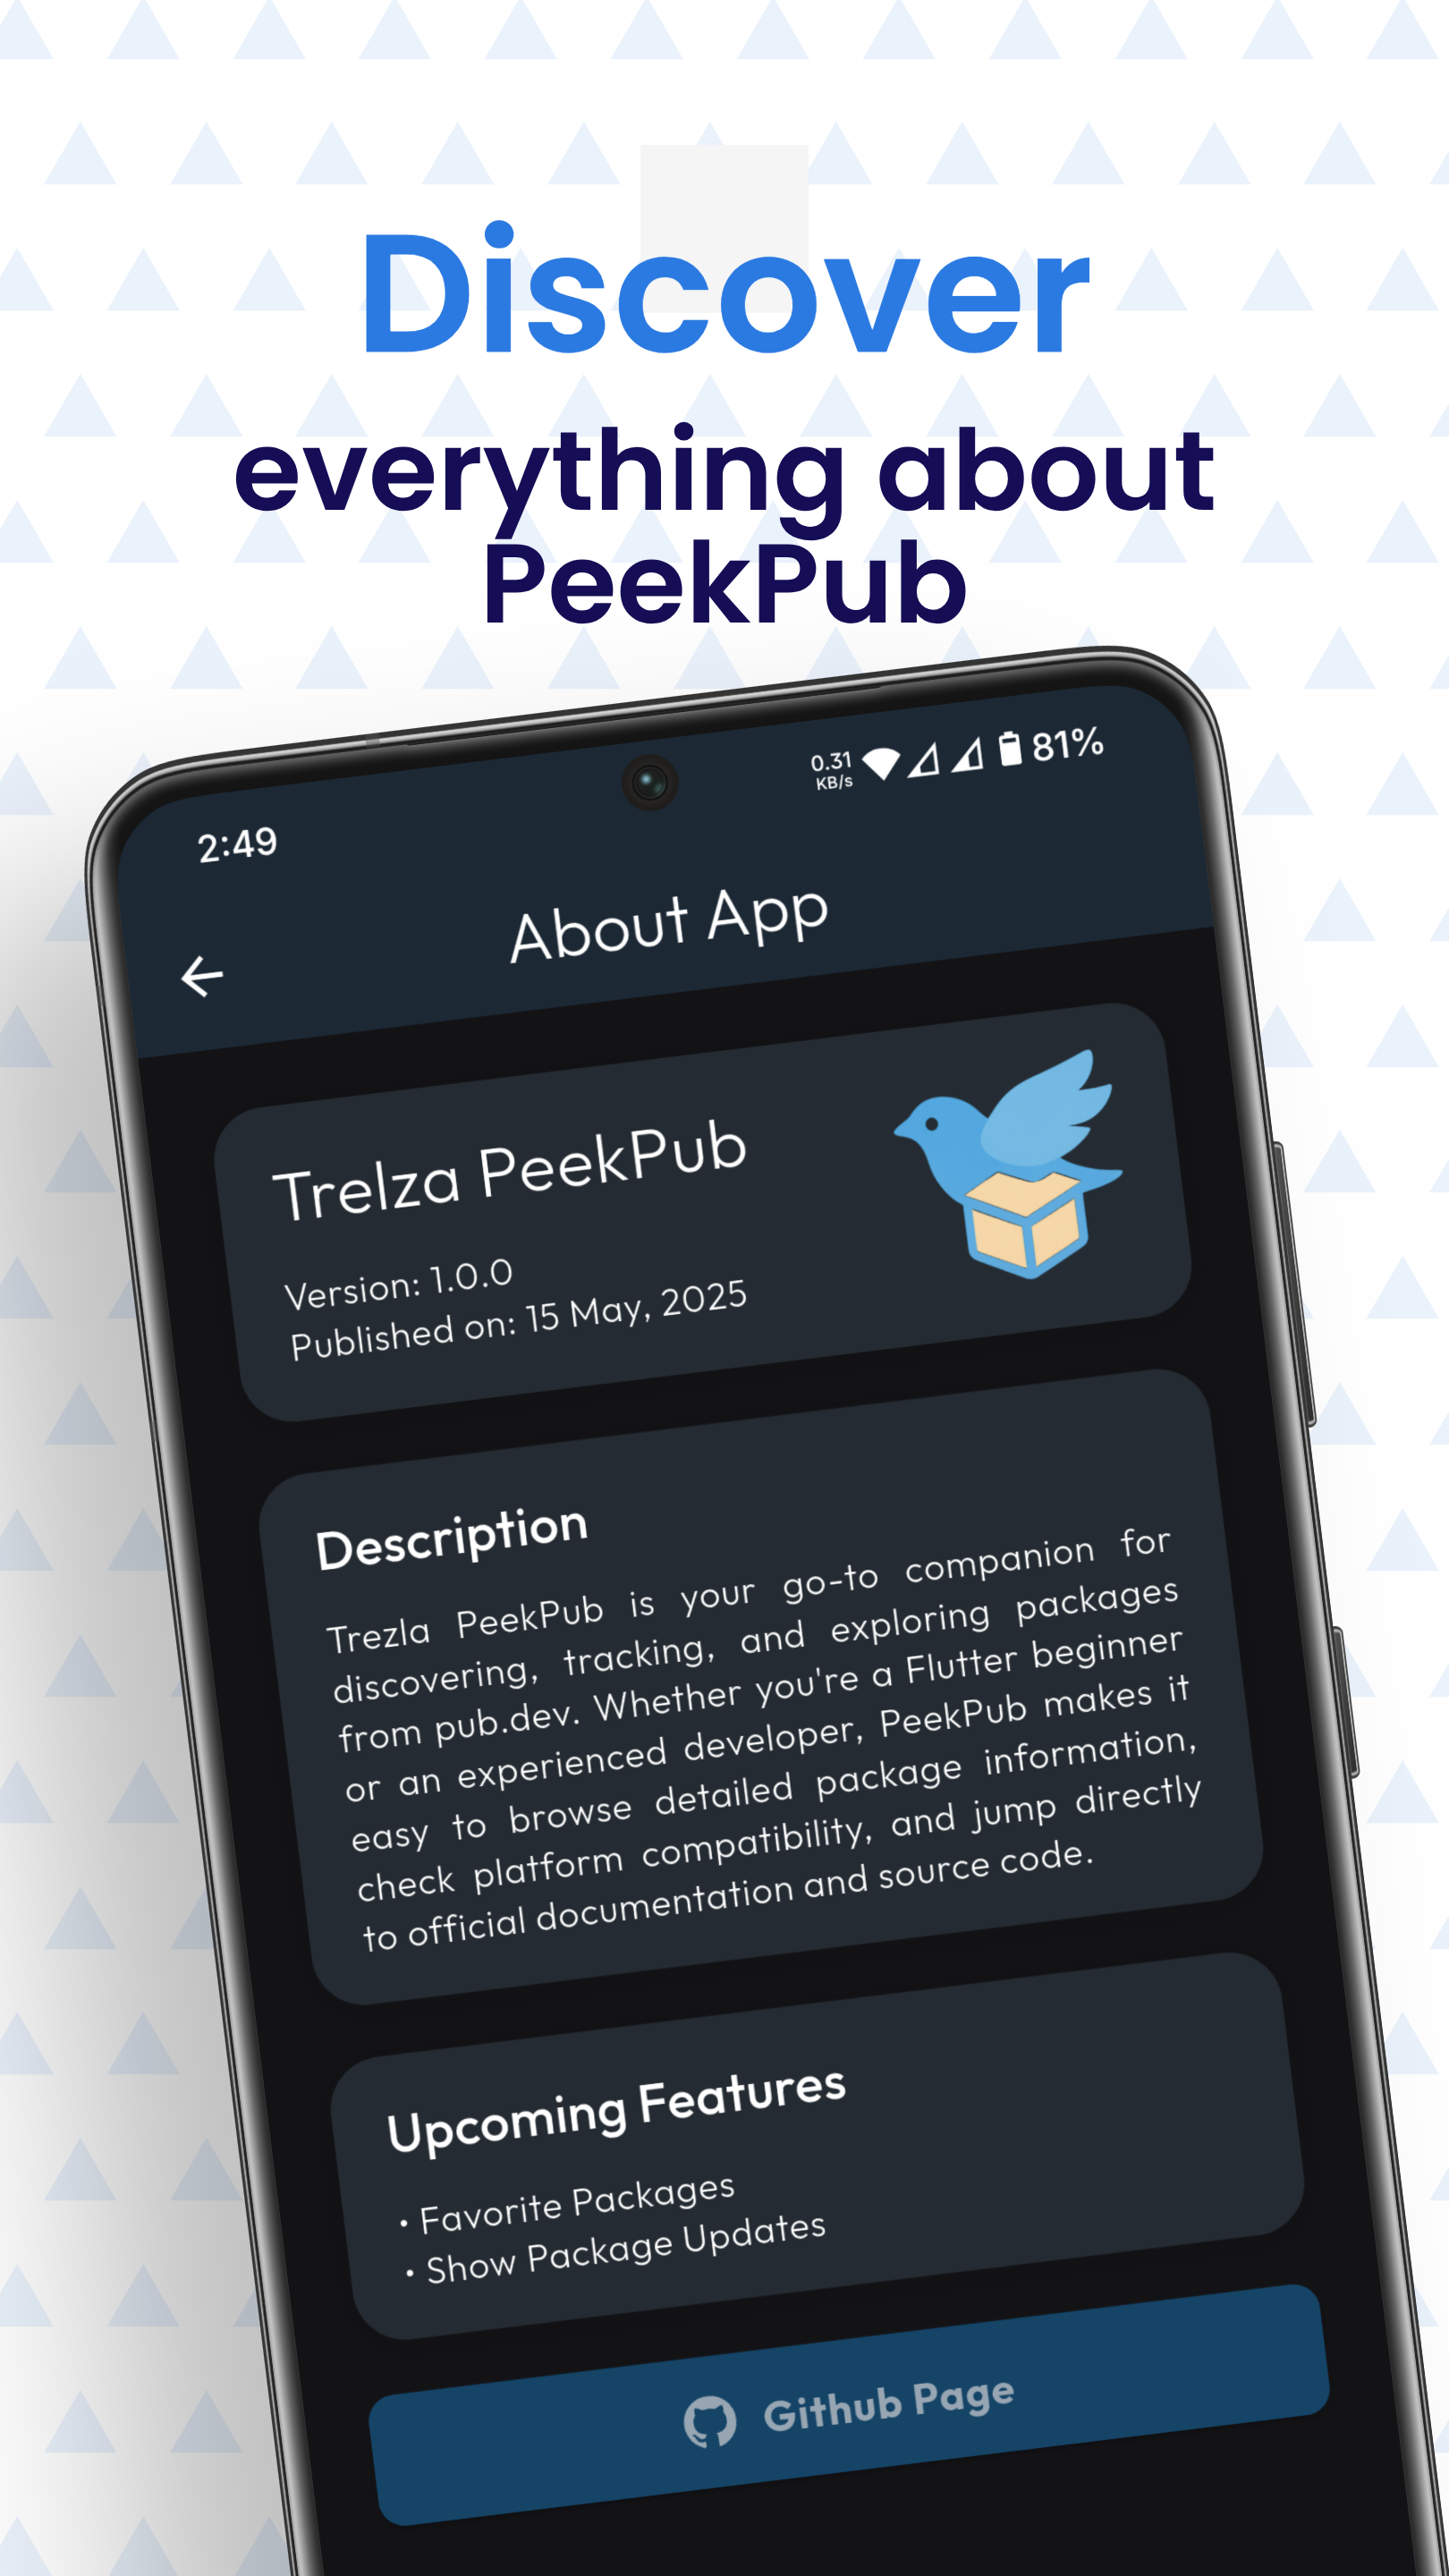 Discover
everything about
PeekPub
2:49
0.31
KB/s
81%
About App
Trelza PeekPub
Version: 1.0.0
Published on: 15 May, 2025
Description
Trezla PeekPub is your go-to companion for
discovering, tracking, and exploring packages
from pub.dev. Whether you're a Flutter beginner
or an experienced developer, PeekPub makes it
easy to browse detailed package information,
check platform compatibility, and jump directly
to official documentation and source code.
Upcoming Features
• Favorite Packages
• Show Package Updates
Github Page